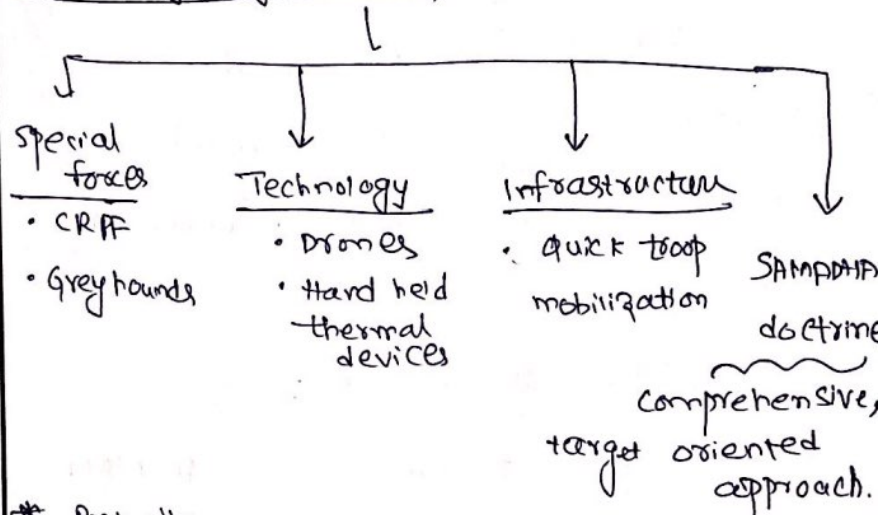 Special
forces
• CRPF
• Greyhounds
Technology
• Drones
• Hand held
thermal
devices
Infrastructure
• Quick troop
mobilization
SAMADHA
doctrine
comprehensive,
target oriented
approach.